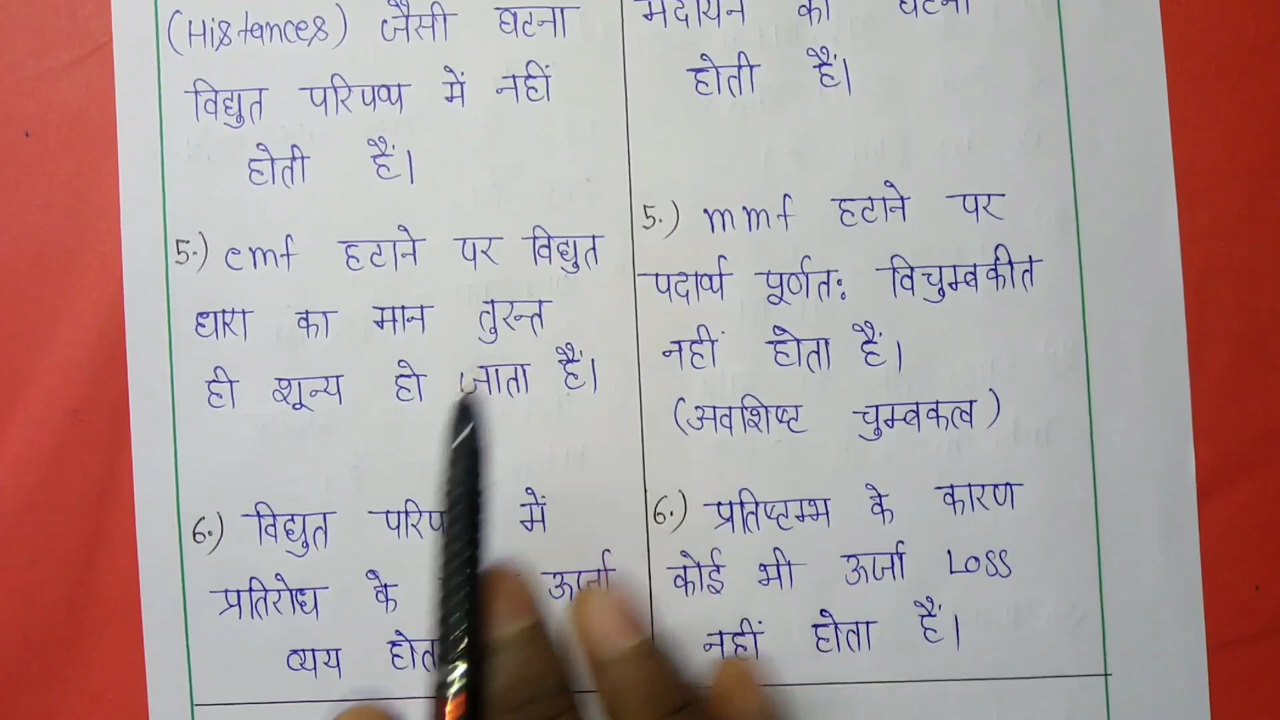 (Histances) जैसी घटना
विद्युत परिपथ में नहीं
होती हैं।
5.) emf हटाने पर विद्युत
धारा का मान तुरन्त
ही शून्य हो जाता हैं।
6.) विद्युत में
प्रतिरोध के ऊर्जा
व्यय
होती हैं।
5.) mmf हटाने पर
पदार्थ पूर्णतः विचुम्बकीत
नहीं होता हैं।
(अवशिष्ट चुम्बकत्व)
6.) प्रतिष्टम्भ के कारण
कोई भी ऊर्जा Loss
नहीं होता हैं।